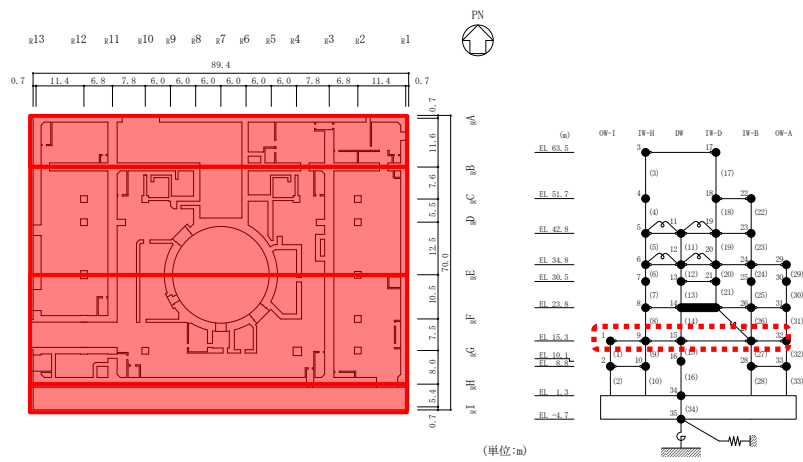 PN
R13 R12 R11 R10 R9 R8 R7 R6 R5 R4 R3 R2 R1
89.4
0.7 11.4 6.8 7.8 6.0 6.0 6.0 6.0 6.0 6.0 7.8 6.8 11.4 0.7
0.7
RA
11.6
RB
7.6
RC
5.5
RD
12.5
70.0
RE
10.5
RF
7.5
RG
8.0
RH
5.4
RI
0.7
(単位:m)
(m) OW-I IW-H DW IW-D IW-B OW-A
EL 63.5 3 17
(3) (17)
EL 51.7 4 18 22
(4) (18) (22)
EL 42.8 5 11 19 23
(5) (11) (19) (23)
EL 34.8 6 12 20 24 29
(6) (12) (20) (24) (29)
EL 30.5 7 13 21 25 30
(7) (13) (21) (25) (30)
EL 23.8 8 14 26 31
(8) (14) (26) (31)
EL 15.3 1 9 15 32
(1) (9) (15) (27) (32)
EL 10.1 16
EL 8.8 2 10 28 33
(2) (10) (16) (28) (33)
EL 1.3 34
(34)
EL -4.7 35